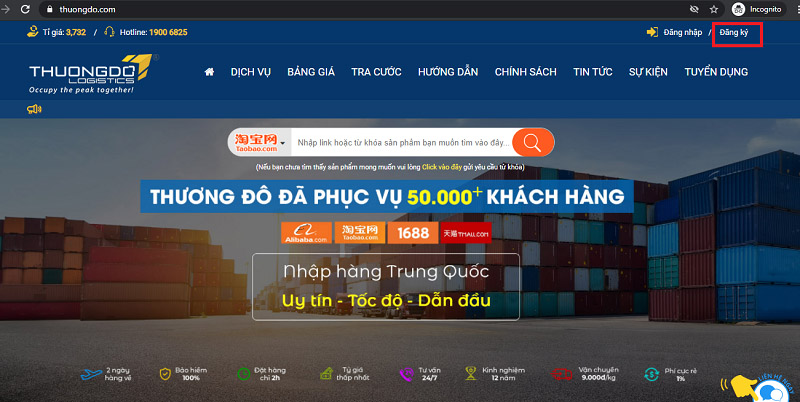 thuongdo.com
Incognito
Tỉ giá: 3,732 / Hotline: 1900 6825
Đăng nhập / Đăng ký
THUONGDO
LOGISTICS
Occupy the peak together!
DỊCH VỤ BẢNG GIÁ TRA CƯỚC HƯỚNG DẪN CHÍNH SÁCH TIN TỨC SỰ KIỆN TUYỂN DỤNG
淘宝网
Taobao.com
Nhập link hoặc từ khóa sản phẩm bạn muốn tìm vào đây...
(Nếu bạn chưa tìm thấy sản phẩm mong muốn vui lòng Click vào đây gửi yêu cầu từ khóa)
THƯƠNG ĐÔ ĐÃ PHỤC VỤ 50.000+ KHÁCH HÀNG
Alibaba.com
淘宝网
Taobao.com
1688
天猫 TMALL.COM
Nhập hàng Trung Quốc
Uy tín - Tốc độ - Dẫn đầu
2 ngày
hàng về
Bảo hiểm
100%
Đặt hàng
chỉ 2h
Tỷ giá
thấp nhất
Tư vấn
24/7
Kinh nghiệm
12 năm
Vận chuyển
9.000đ/kg
Phí cực rẻ
1%
LIÊN HỆ NGAY